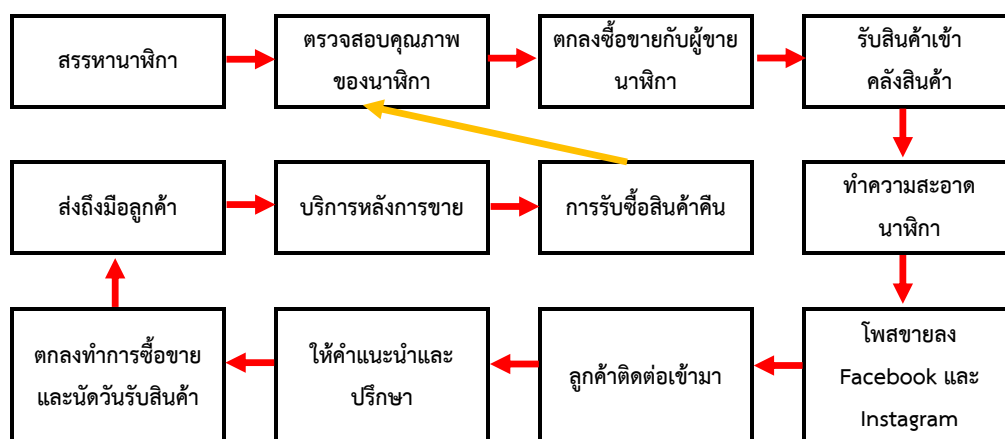 สรรหานาฬิกา
ตรวจสอบคุณภาพ
ของนาฬิกา
ตกลงซื้อขายกับผู้ขาย
นาฬิกา
รับสินค้าเข้า
คลังสินค้า
ส่งถึงมือลูกค้า
บริการหลังการขาย
การรับซื้อสินค้าคืน
ทำความสะอาด
นาฬิกา
ตกลงทำการซื้อขาย
และนัดวันรับสินค้า
ให้คำแนะนำและ
ปรึกษา
ลูกค้าติดต่อเข้ามา
โพสขายลง
Facebook และ
Instagram